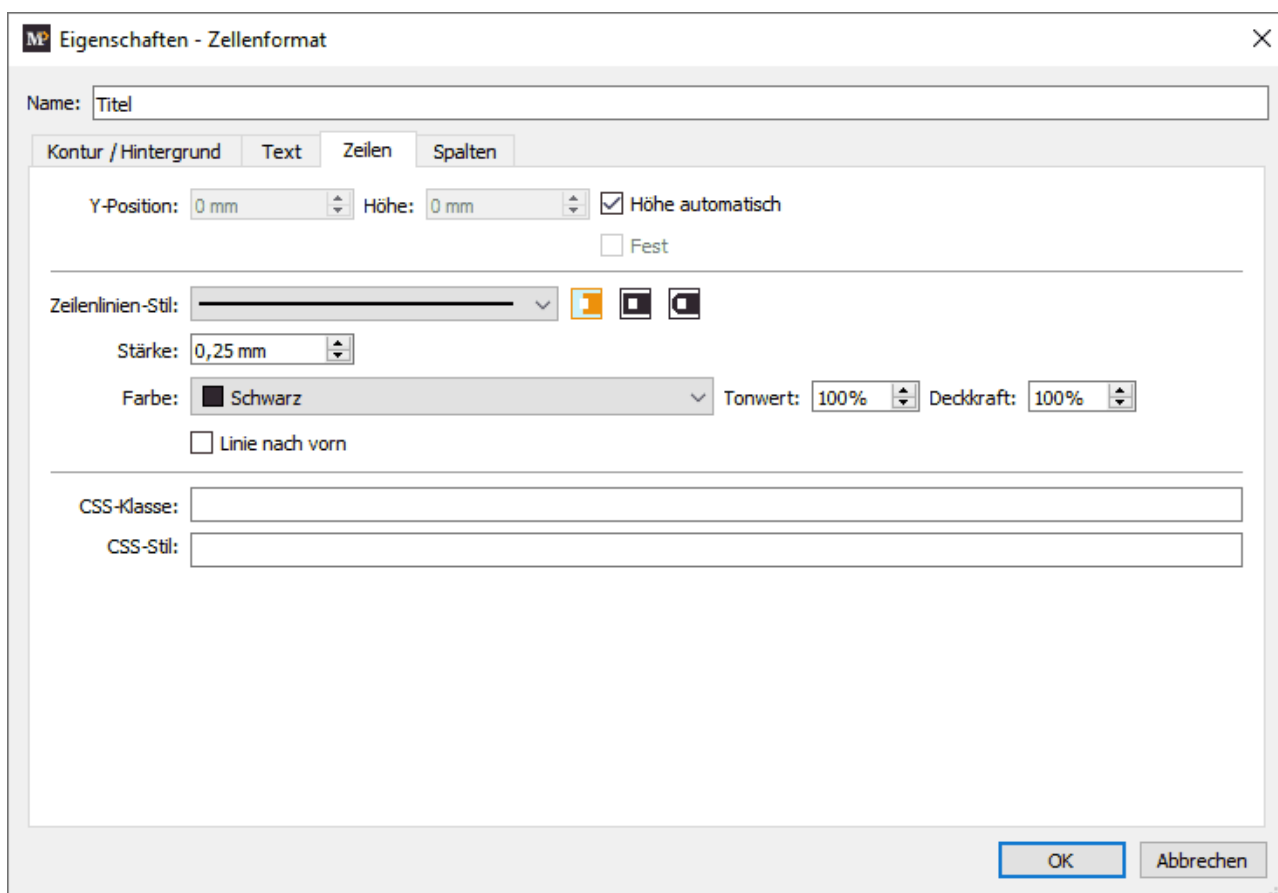 MP Eigenschaften - Zellenformat
Name: Titel
Kontur / Hintergrund Text Zeilen Spalten
Y-Position: 0 mm Höhe: 0 mm Höhe automatisch
Fest
Zeilenlinien-Stil:
Stärke: 0,25 mm
Farbe: Schwarz Tonwert: 100% Deckkraft: 100%
Linie nach vorn
CSS-Klasse:
CSS-Stil:
OK Abbrechen